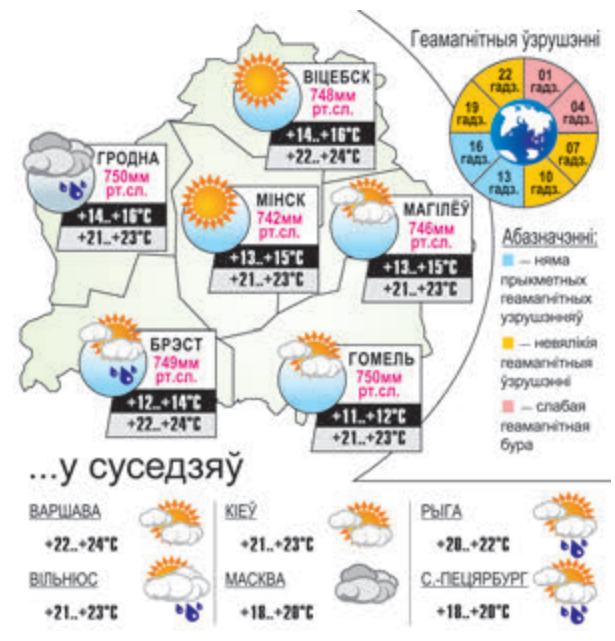 Геамагнітныя ўзрушэнні
22
гадз.
01
гадз.
19
гадз.
04
гадз.
16
гадз.
07
гадз.
13
гадз.
10
гадз.
ВІЦЕБСК
748мм
рт.сл.
+14..+16°C
+22..+24°C
ГРОДНА
750мм
рт.сл.
+14..+16°C
+21..+23°C
МІНСК
742мм
рт.сл.
+13..+15°C
+21..+23°C
МАГІЛЁЎ
746мм
рт.сл.
+13..+15°C
+21..+23°C
БРЭСТ
749мм
рт.сл.
+12..+14°C
+22..+24°C
ГОМЕЛЬ
750мм
рт.сл.
+11..+12°C
+21..+23°C
Абазначэнні:
– няма
прыкметных
геамагнітных
узрушэнняў
– невялікія
геамагнітныя
ўзрушэнні
– слабая
геамагнітная
бура
...у суседзяў
ВАРШАВА
+22..+24°C
КІЕЎ
+21..+23°C
РЫГА
+20..+22°C
ВІЛЬНЮС
+21..+23°C
МАСКВА
+18..+20°C
С.-ПЕЦЯРБУРГ
+18..+20°C